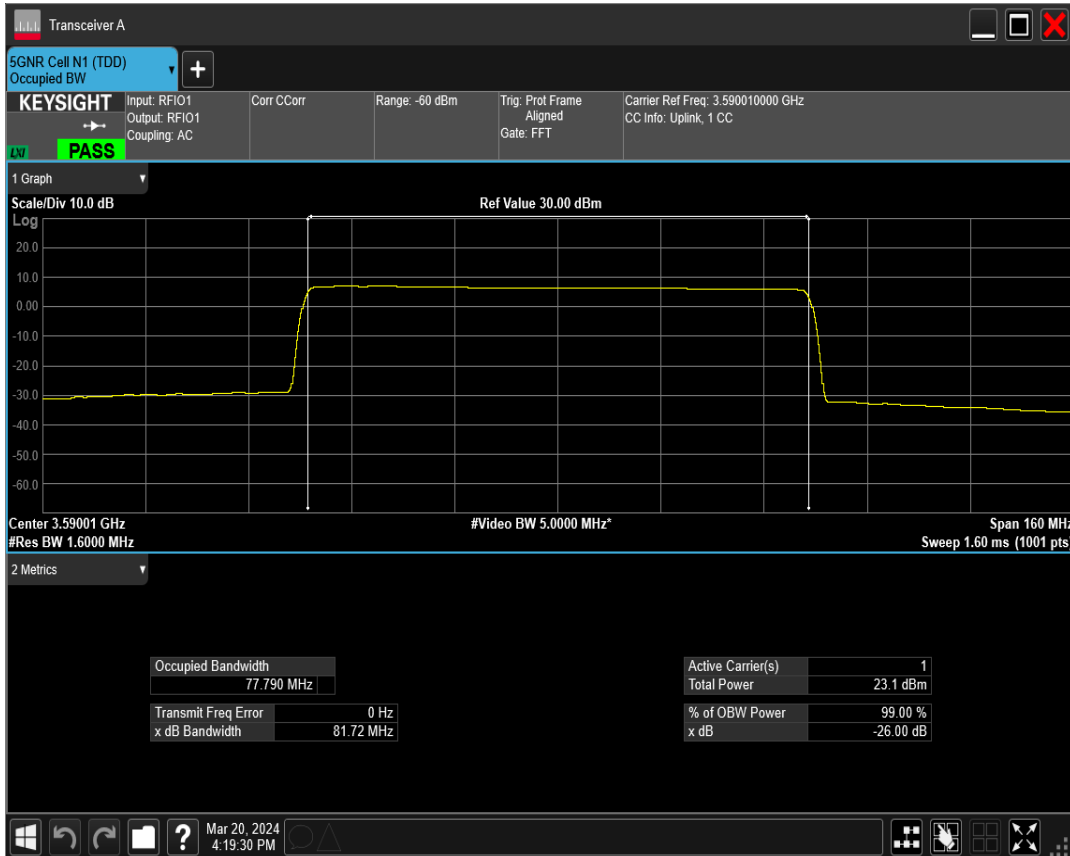 Transceiver A
5GNR Cell N1 (TDD)
Occupied BW
+
KEYSIGHT
LXI
PASS
Input: RFIO1
Output: RFIO1
Coupling: AC
Corr CCorr
Range: -60 dBm
Trig: Prot Frame
Aligned
Gate: FFT
Carrier Ref Freq: 3.590010000 GHz
CC Info: Uplink, 1 CC
1 Graph
Scale/Div 10.0 dB
Ref Value 30.00 dBm
Log
20.0
10.0
0.00
-10.0
-20.0
-30.0
-40.0
-50.0
-60.0
Center 3.59001 GHz
#Video BW 5.0000 MHz*
Span 160 MHz
#Res BW 1.6000 MHz
Sweep 1.60 ms (1001 pts)
2 Metrics
Occupied Bandwidth
77.790 MHz
Transmit Freq Error 0 Hz
x dB Bandwidth 81.72 MHz
Active Carrier(s) 1
Total Power 23.1 dBm
% of OBW Power 99.00 %
x dB -26.00 dB
?
Mar 20, 2024
4:19:30 PM